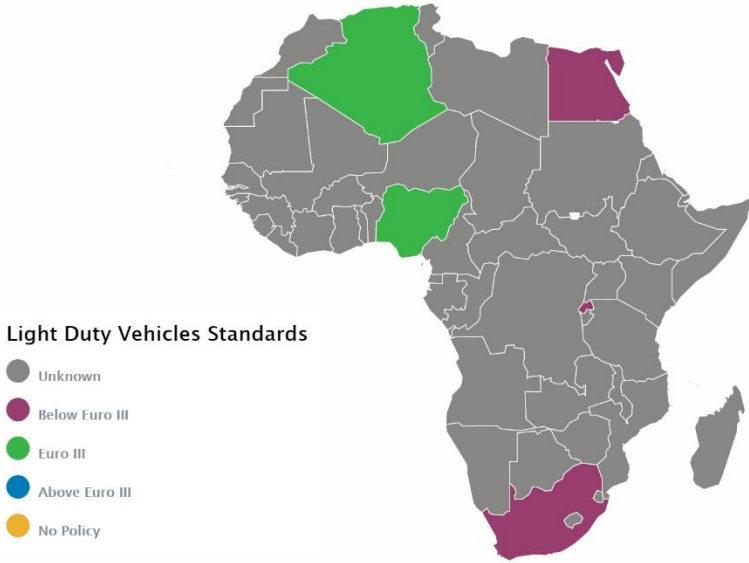 Light Duty Vehicles Standards
Unknown
Below Euro III
Euro III
Above Euro III
No Policy